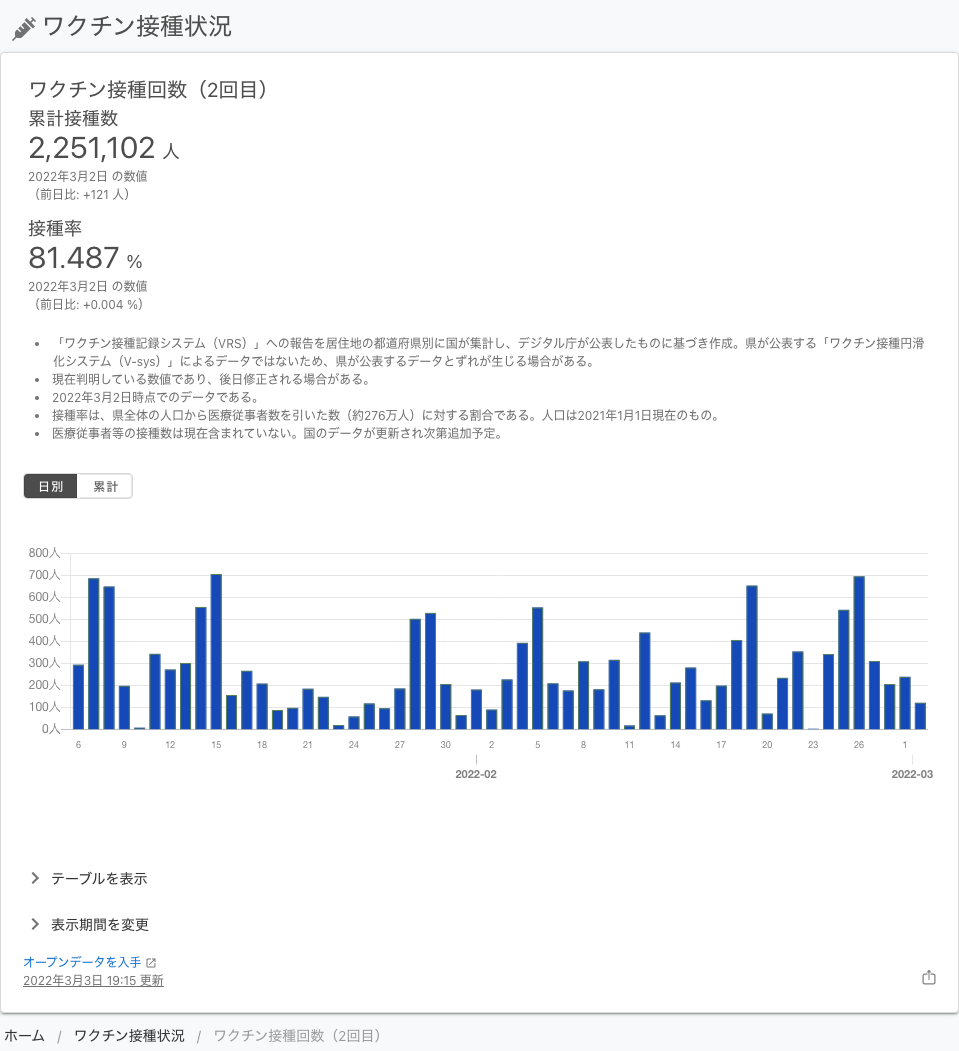 ワクチン接種状況
ワクチン接種回数（2回目）
累計接種数
2,251,102 人
2022年3月2日 の数値
（前日比: +121 人）
接種率
81.487 %
2022年3月2日 の数値
（前日比: +0.004 %）
• 「ワクチン接種記録システム（VRS）」への報告を居住地の都道府県別に国が集計し、デジタル庁が公表したものに基づき作成。県が公表する「ワクチン接種円滑
化システム（V-sys）」によるデータではないため、県が公表するデータとずれが生じる場合がある。
• 現在判明している数値であり、後日修正される場合がある。
• 2022年3月2日時点でのデータである。
• 接種率は、県全体の人口から医療従事者数を引いた数（約276万人）に対する割合である。人口は2021年1月1日現在のもの。
• 医療従事者等の接種数は現在含まれていない。国のデータが更新され次第追加予定。
日別 累計
800人
700人
600人
500人
400人
300人
200人
100人
0人
6 9 12 15 18 21 24 27 30 2 5 8 11 14 17 20 23 26 1
2022-02 2022-03
テーブルを表示
表示期間を変更
オープンデータを入手
2022年3月3日 19:15 更新
ホーム / ワクチン接種状況 / ワクチン接種回数（2回目）